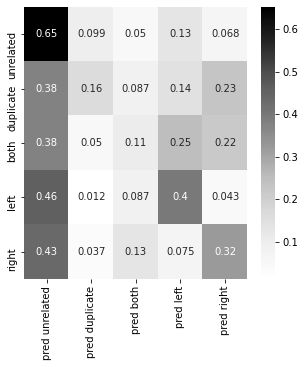 unrelated 0.65 0.099 0.05 0.13 0.068
duplicate 0.38 0.16 0.087 0.14 0.23
both 0.38 0.05 0.11 0.25 0.22
left 0.46 0.012 0.087 0.4 0.043
right 0.43 0.037 0.13 0.075 0.32
pred unrelated
pred duplicate
pred both
pred left
pred right
0.6
0.5
0.4
0.3
0.2
0.1